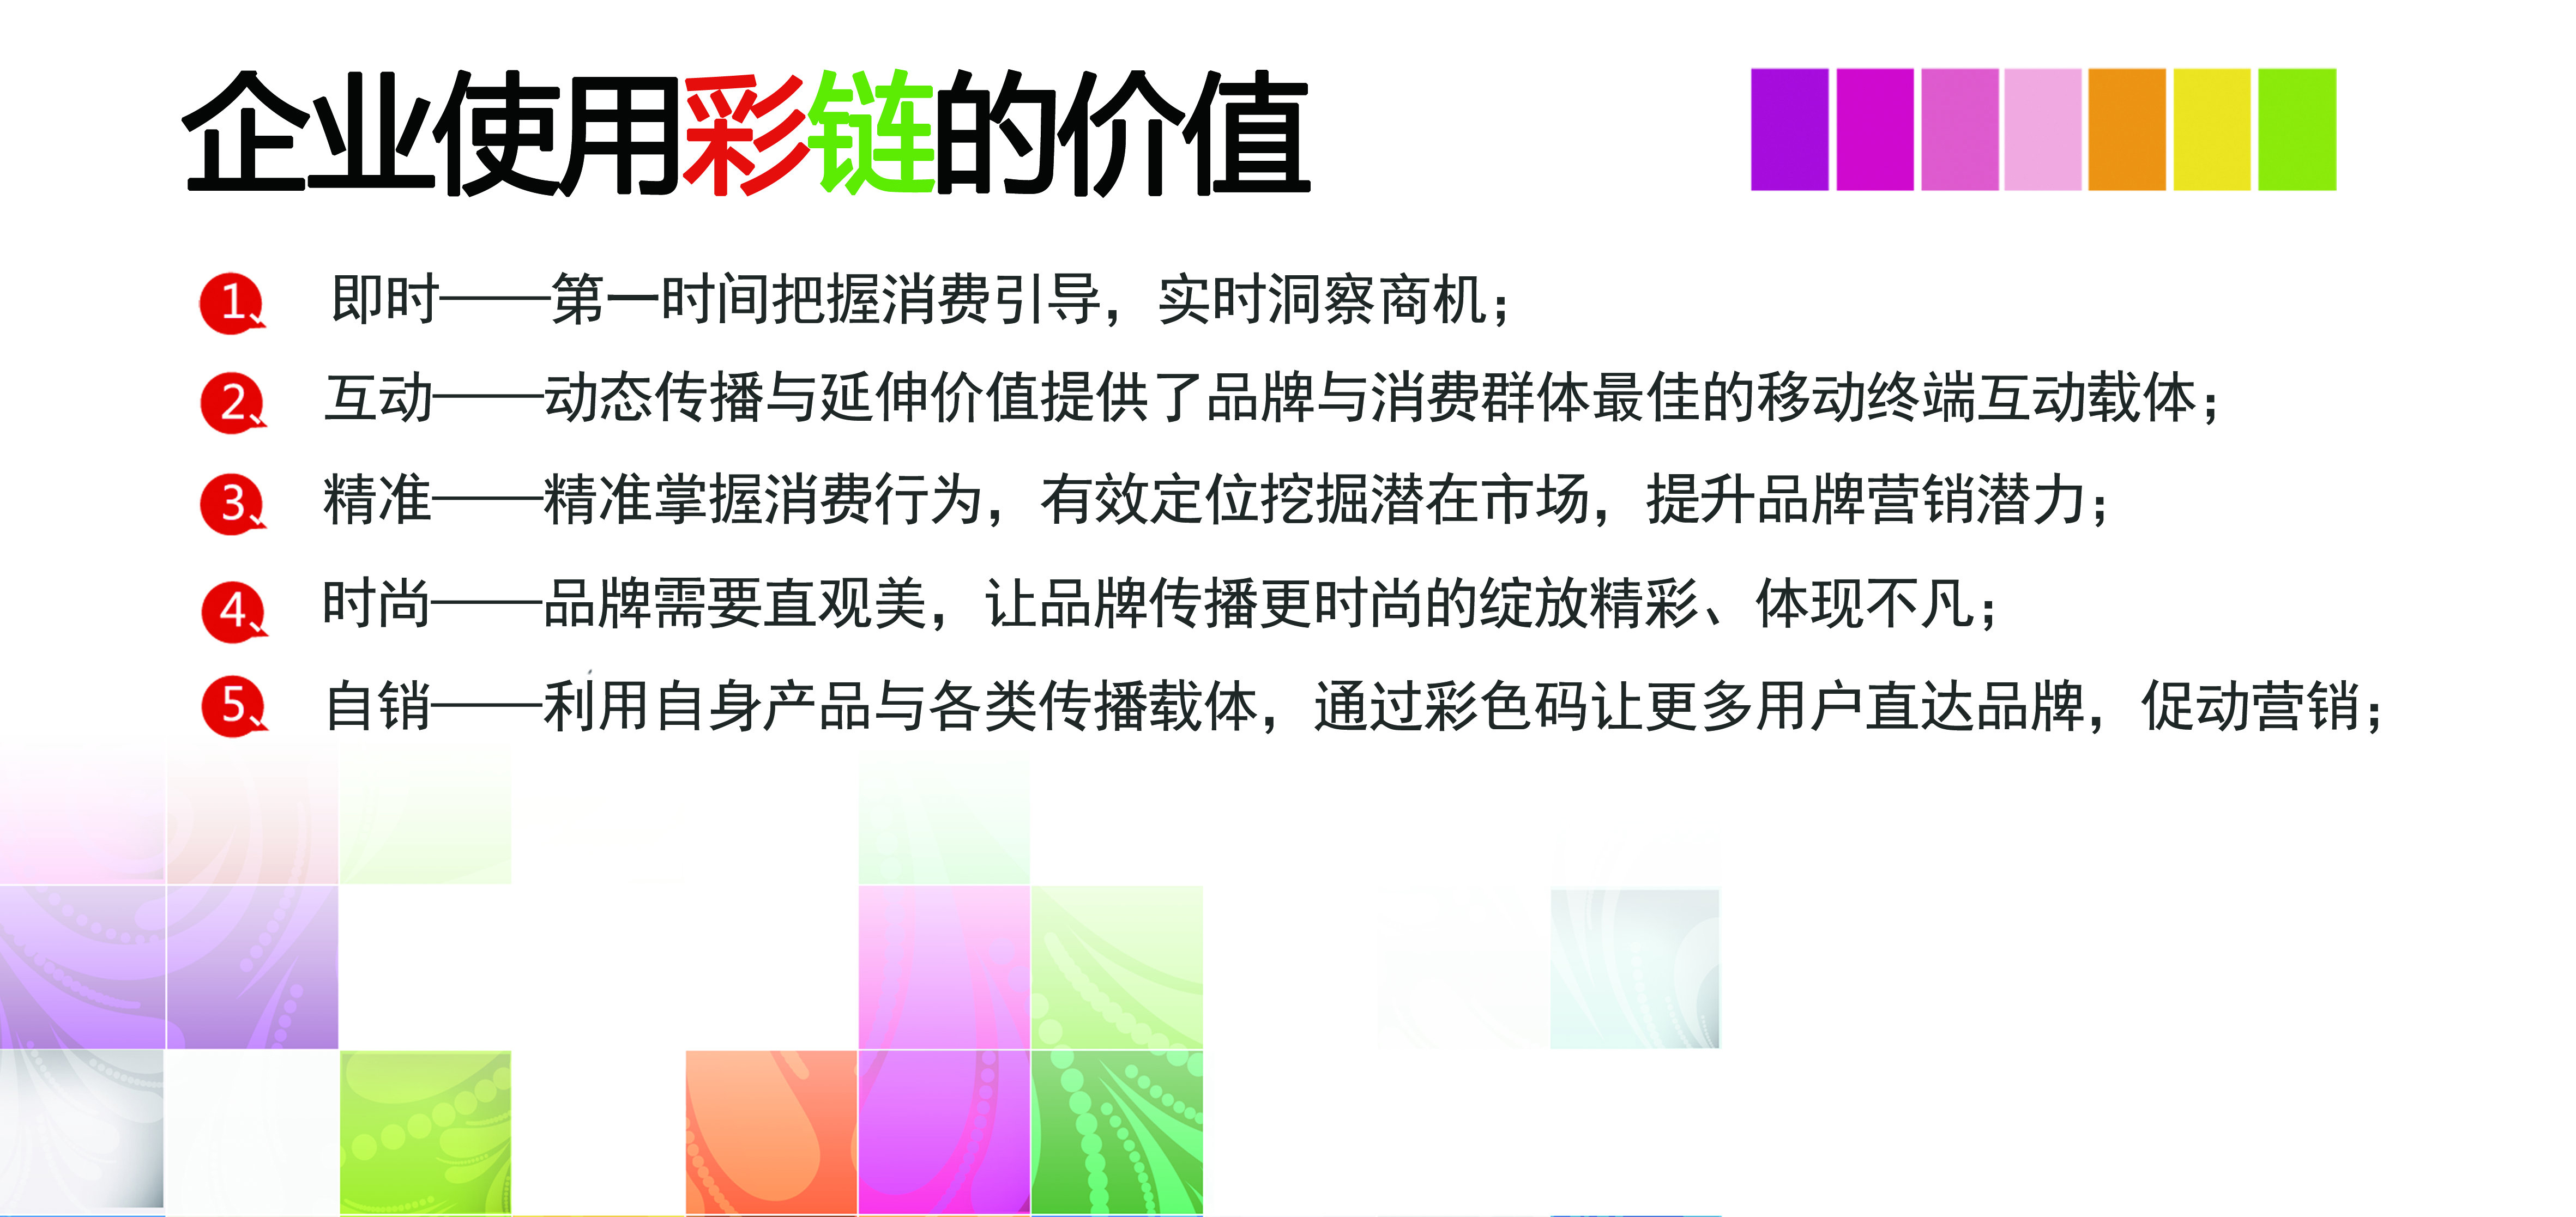 企业使用彩链的价值
1 即时——第一时间把握消费引导，实时洞察商机；
2 互动——动态传播与延伸价值提供了品牌与消费群体最佳的移动终端互动载体；
3 精准——精准掌握消费行为，有效定位挖掘潜在市场，提升品牌营销潜力；
4 时尚——品牌需要直观美，让品牌传播更时尚的绽放精彩、体现不凡；
5 自销——利用自身产品与各类传播载体，通过彩色码让更多用户直达品牌，促动营销；